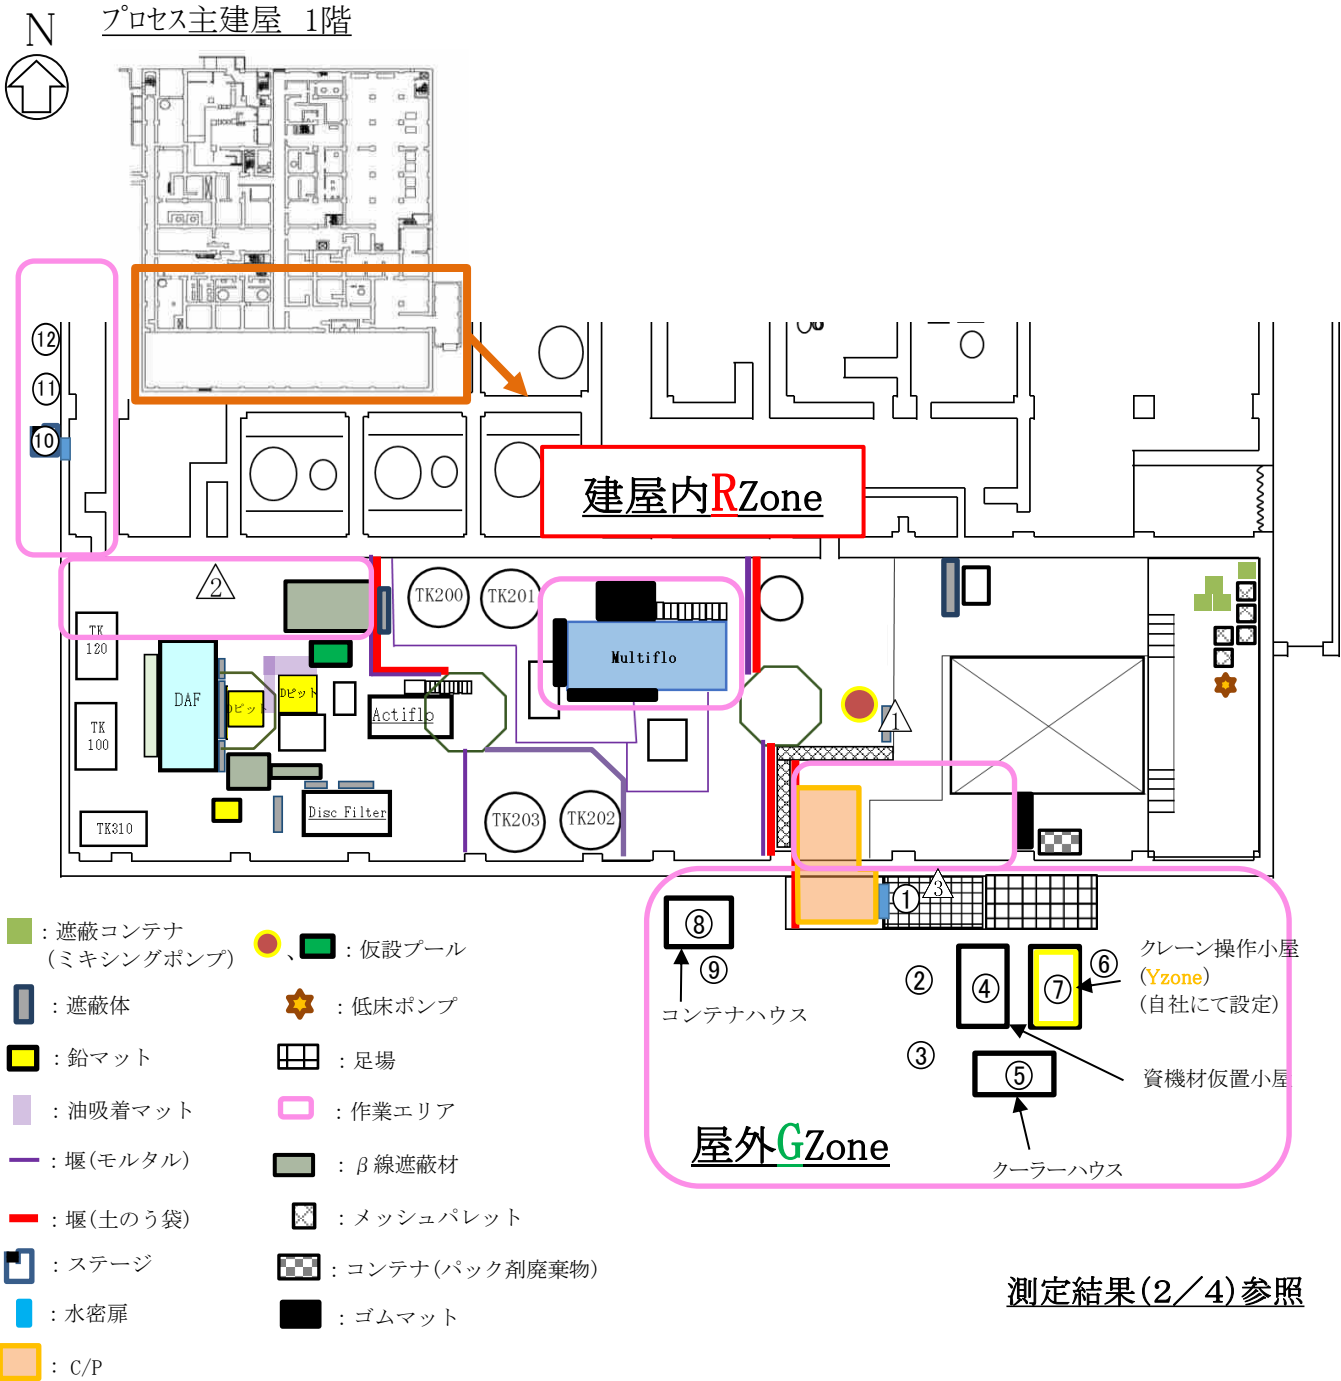 N
プロセス主建屋 1階
⑫
⑪
⑩
建屋内RZone
2
TK200
TK201
TK
120
Multiflo
DAF
Dピット
Dピット
TK
100
Actiflo
1
TK310
Disc Filter
TK203
TK202
3
①
⑧
⑨
コンテナハウス
②
④
⑦
⑥
クレーン操作小屋
(Yzone)
(自社にて設定)
③
⑤
資機材仮置小屋
クーラーハウス
屋外GZone
：遮蔽コンテナ
(ミキシングポンプ)
、
：仮設プール
：遮蔽体
：低床ポンプ
：鉛マット
：足場
：油吸着マット
：作業エリア
：堰(モルタル)
：β線遮蔽材
：堰(土のう袋)
：メッシュパレット
：ステージ
：コンテナ(パック剤廃棄物)
：水密扉
：ゴムマット
：C/P
測定結果(2／4)参照